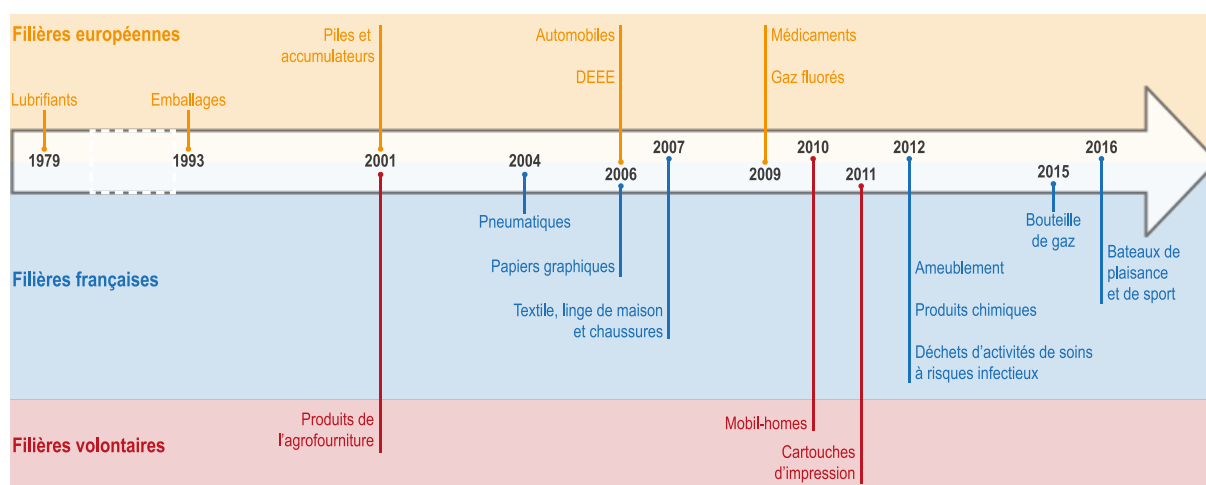 Filières européennes
Piles et
accumulateurs
Automobiles
DEEE
Médicaments
Gaz fluorés
Lubrifiants
Emballages
1979
1993
2001
2004
2006
2007
2009
2010
2011
2012
2015
2016
Filières françaises
Pneumatiques
Papiers graphiques
Textile, linge de maison
et chaussures
Ameublement
Produits chimiques
Déchets d'activités de soins
à risques infectieux
Bouteille
de gaz
Bateaux de
plaisance
et de sport
Filières volontaires
Produits de
l'agrofourniture
Mobil-homes
Cartouches
d'impression